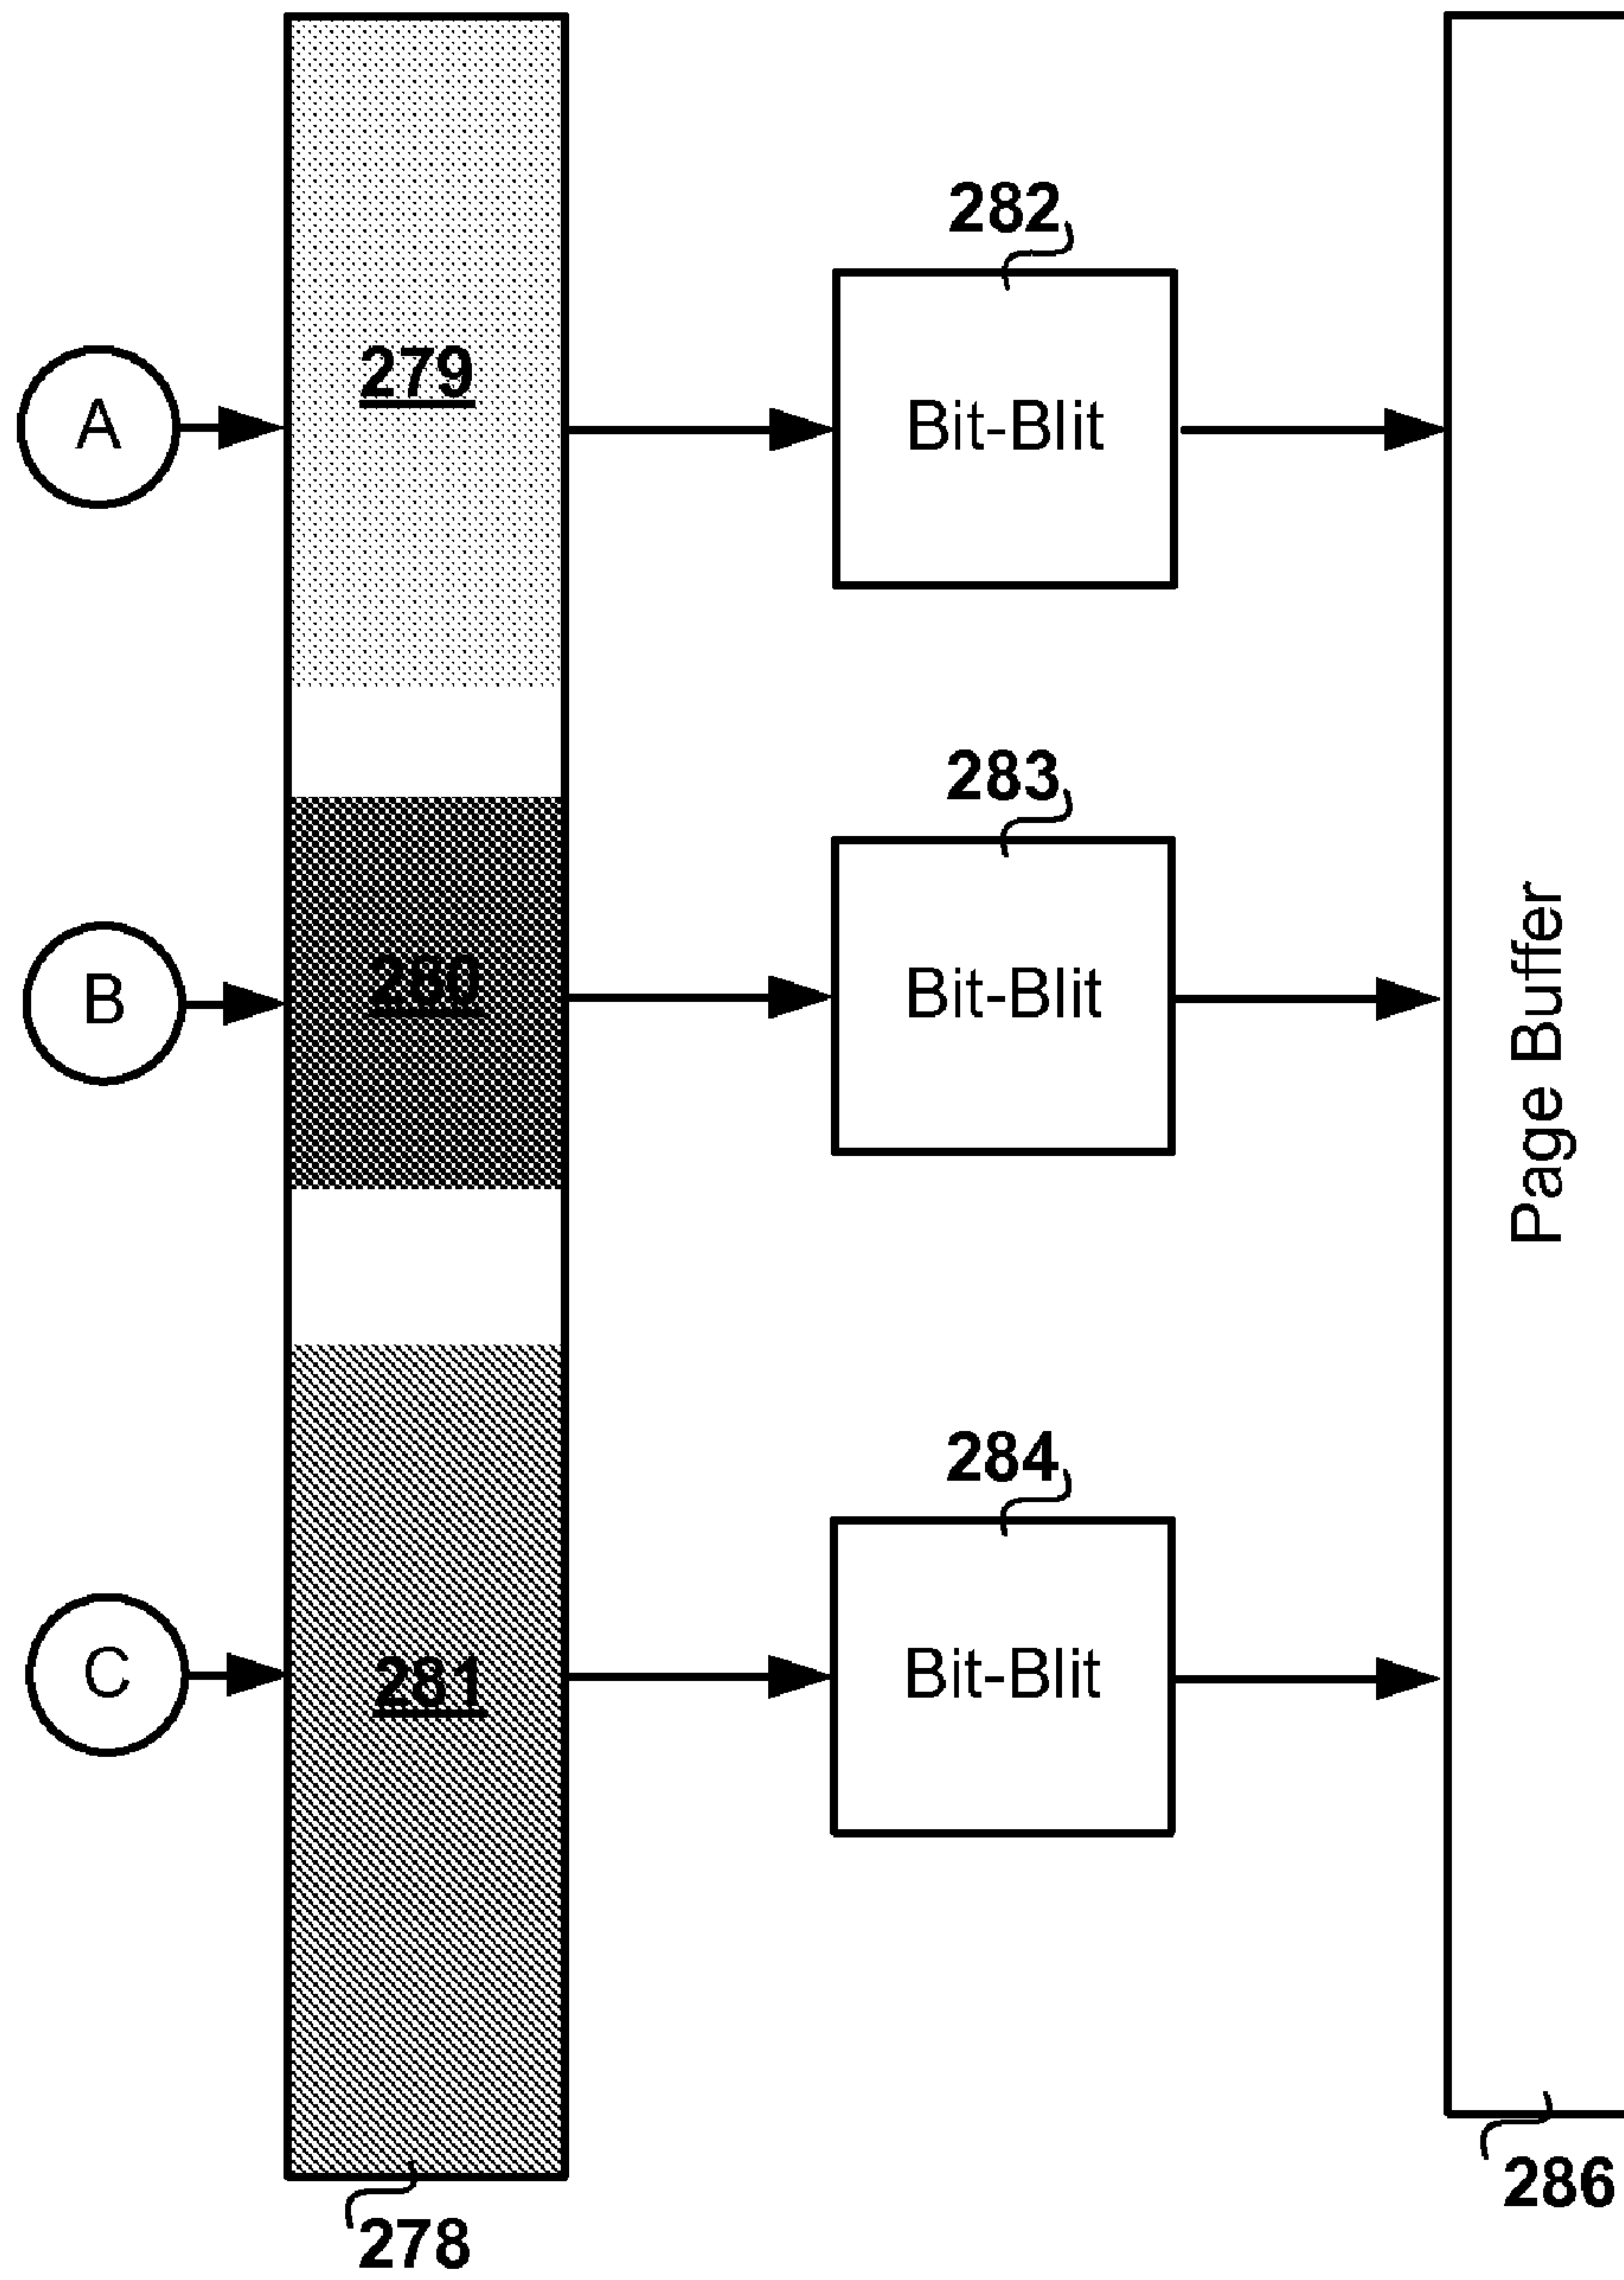 282
A
279
Bit-Blit
283
B
280
Bit-Blit
Page Buffer
284
C
281
Bit-Blit
286
278